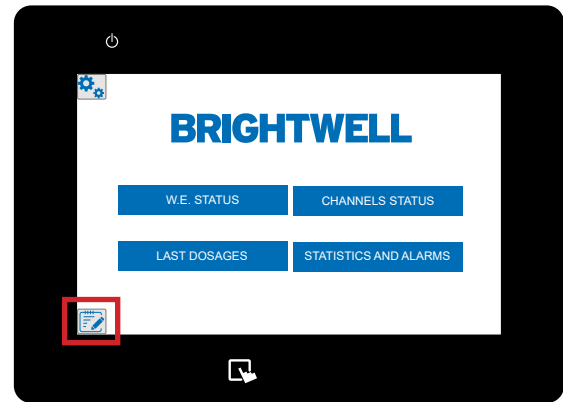 BRIGHTWELL
W.E. STATUS
CHANNELS STATUS
LAST DOSAGES
STATISTICS AND ALARMS